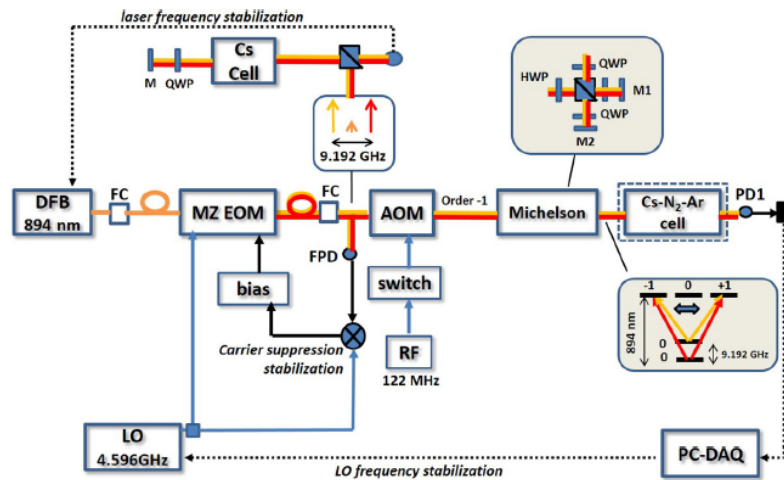 laser frequency stabilization
Cs
Cell
M
QWP
9.192 GHz
HWP
QWP
M1
QWP
M2
DFB
894 nm
FC
MZ EOM
FC
AOM
Order -1
Michelson
Cs-N₂-Ar
cell
PD1
FPD
bias
switch
Carrier suppression
stabilization
RF
122 MHz
-1 0 +1
894 nm
0
0
9.192 GHz
LO
4.596GHz
LO frequency stabilization
PC-DAQ